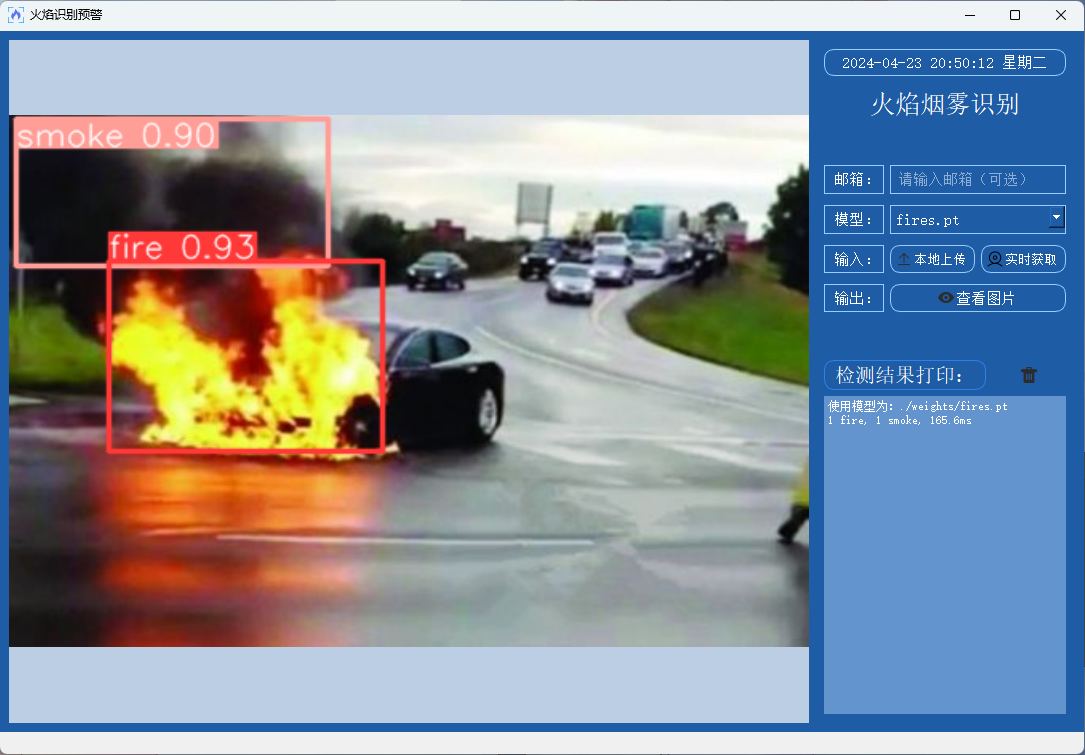 火焰识别预警
smoke 0.90
fire 0.93
2024-04-23 20:50:12 星期二
火焰烟雾识别
邮箱：
请输入邮箱（可选）
模型：
fires.pt
输入：
本地上传
实时获取
输出：
查看图片
检测结果打印：
使用模型为：./weights/fires.pt
1 fire, 1 smoke, 165.6ms